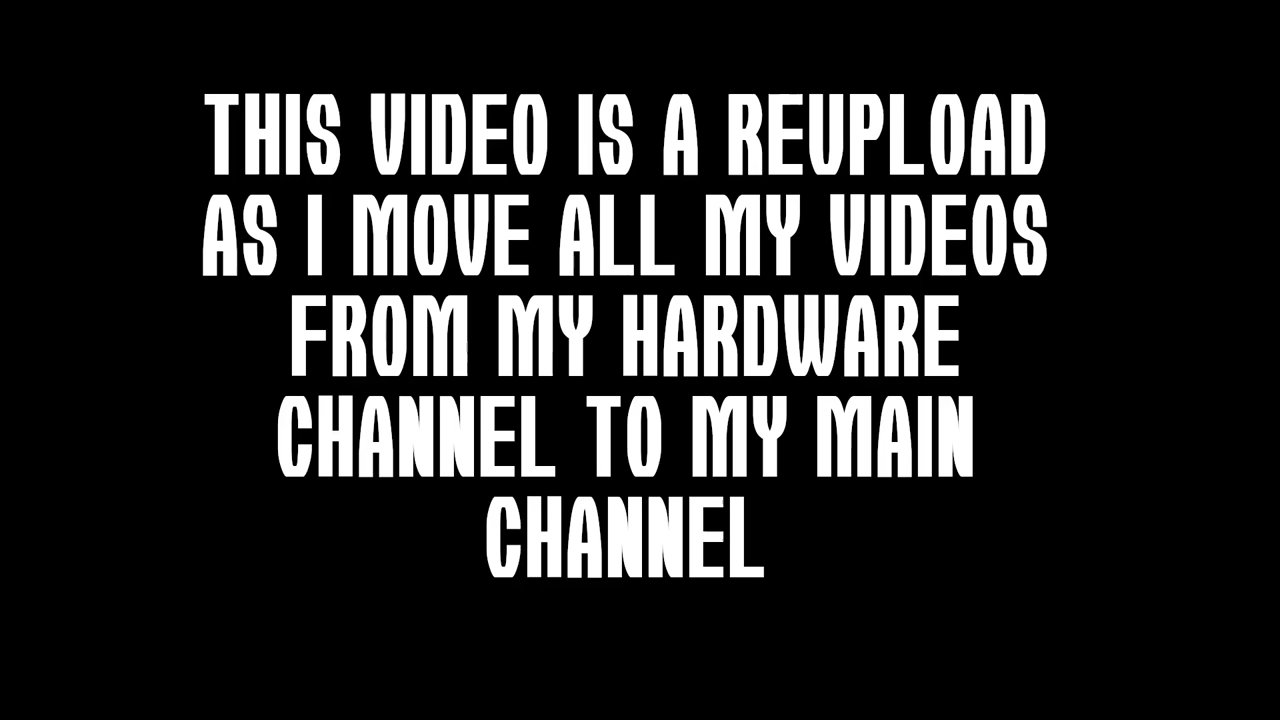 THIS VIDEO IS A REUPLOAD
AS I MOVE ALL MY VIDEOS
FROM MY HARDWARE
CHANNEL TO MY MAIN
CHANNEL